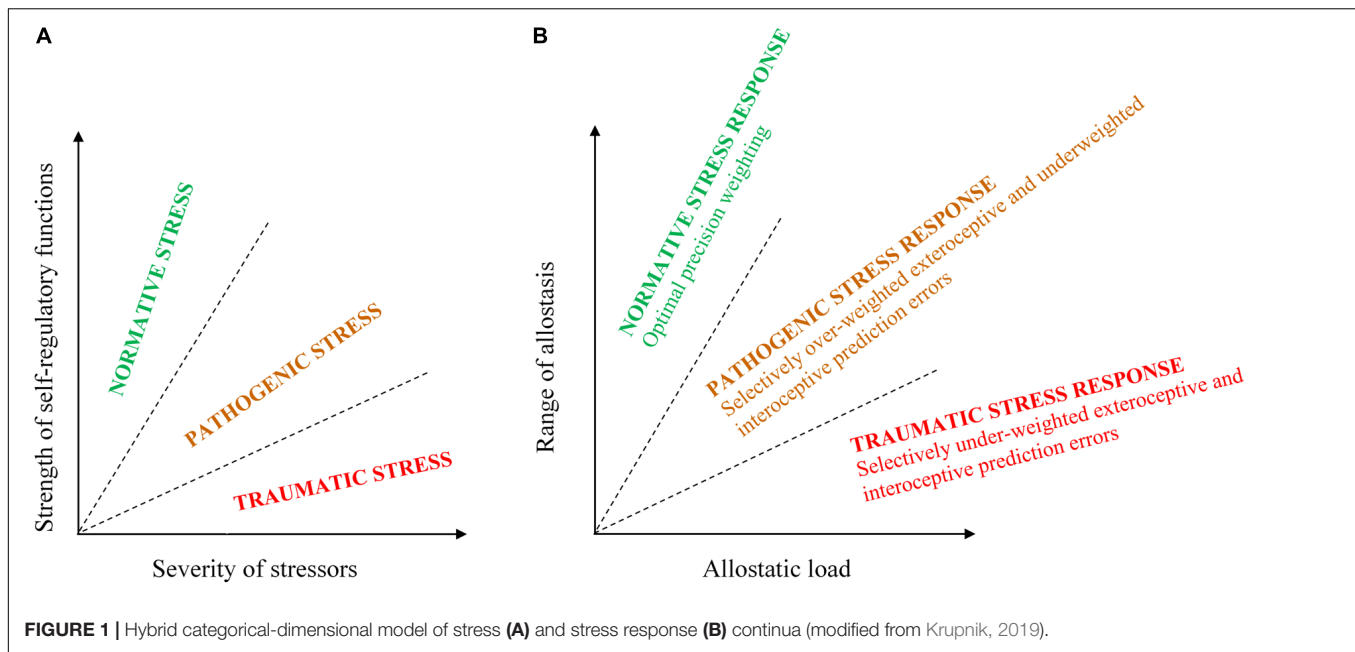 A
Strength of self-regulatory functions
NORMATIVE STRESS
PATHOGENIC STRESS
TRAUMATIC STRESS
Severity of stressors
B
Range of allostasis
NORMATIVE STRESS RESPONSE
Optimal precision weighting
PATHOGENIC STRESS RESPONSE
Selectively over-weighted exteroceptive and underweighted
interoceptive prediction errors
TRAUMATIC STRESS RESPONSE
Selectively under-weighted exteroceptive and
interoceptive prediction errors
Allostatic load
FIGURE 1 | Hybrid categorical-dimensional model of stress (A) and stress response (B) continua (modified from Krupnik, 2019).